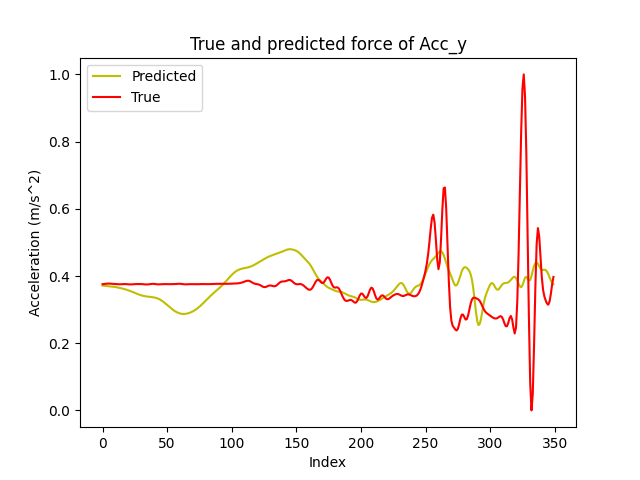 True and predicted force of Acc_y
Predicted
True
Acceleration (m/s^2)
1.0
0.8
0.6
0.4
0.2
0.0
0 50 100 150 200 250 300 350
Index